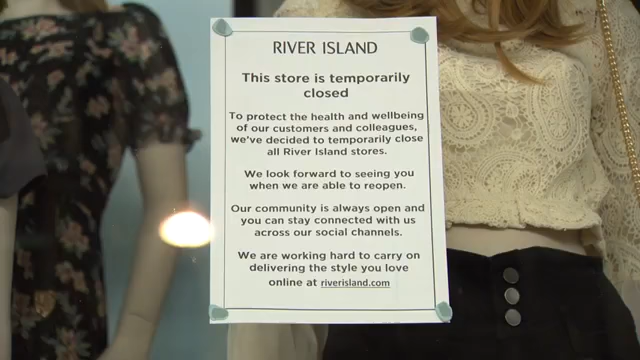 RIVER ISLAND
This store is temporarily
closed
To protect the health and wellbeing
of our customers and colleagues,
we've decided to temporarily close
all River Island stores.
We look forward to seeing you
when we are able to reopen.
Our community is always open and
you can stay connected with us
across our social channels.
We are working hard to carry on
delivering the style you love
online at riverisland.com